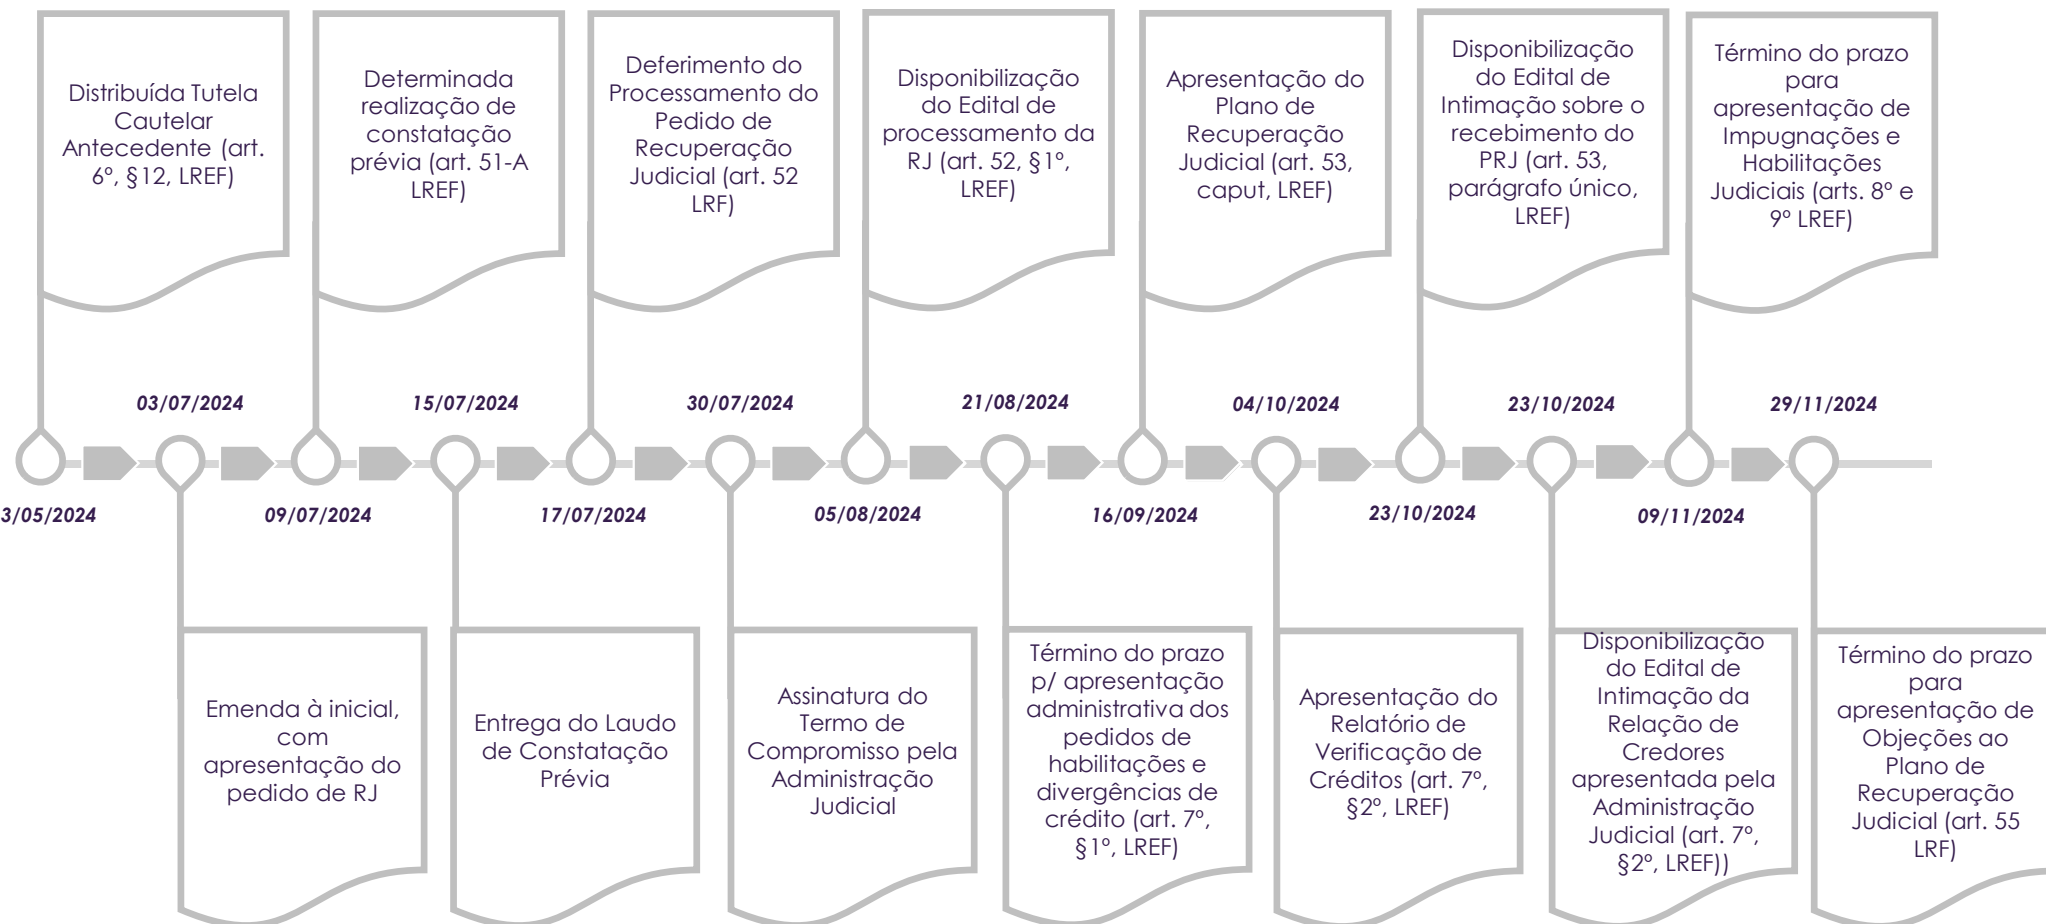 Distribuída Tutela
Cautelar
Antecedente (art.
6º, §12, LREF)
Determinada
realização de
constatação
prévia (art. 51-A
LREF)
Deferimento do
Processamento do
Pedido de
Recuperação
Judicial (art. 52
LRF)
Disponibilização
do Edital de
processamento da
RJ (art. 52, §1º,
LREF)
Apresentação do
Plano de
Recuperação
Judicial (art. 53,
caput, LREF)
Disponibilização
do Edital de
Intimação sobre o
recebimento do
PRJ (art. 53,
parágrafo único,
LREF)
Término do prazo
para
apresentação de
Impugnações e
Habilitações
Judiciais (arts. 8º e
9º LREF)
03/07/2024
15/07/2024
30/07/2024
21/08/2024
04/10/2024
23/10/2024
29/11/2024
3/05/2024
09/07/2024
17/07/2024
05/08/2024
16/09/2024
23/10/2024
09/11/2024
Emenda à inicial,
com
apresentação do
pedido de RJ
Entrega do Laudo
de Constatação
Prévia
Assinatura do
Termo de
Compromisso pela
Administração
Judicial
Término do prazo
p/ apresentação
administrativa dos
pedidos de
habilitações e
divergências de
crédito (art. 7º,
§1º, LREF)
Apresentação do
Relatório de
Verificação de
Créditos (art. 7º,
§2º, LREF)
Disponibilização
do Edital de
Intimação da
Relação de
Credores
apresentada pela
Administração
Judicial (art. 7º,
§2º, LREF))
Término do prazo
para
apresentação de
Objeções ao
Plano de
Recuperação
Judicial (art. 55
LRF)